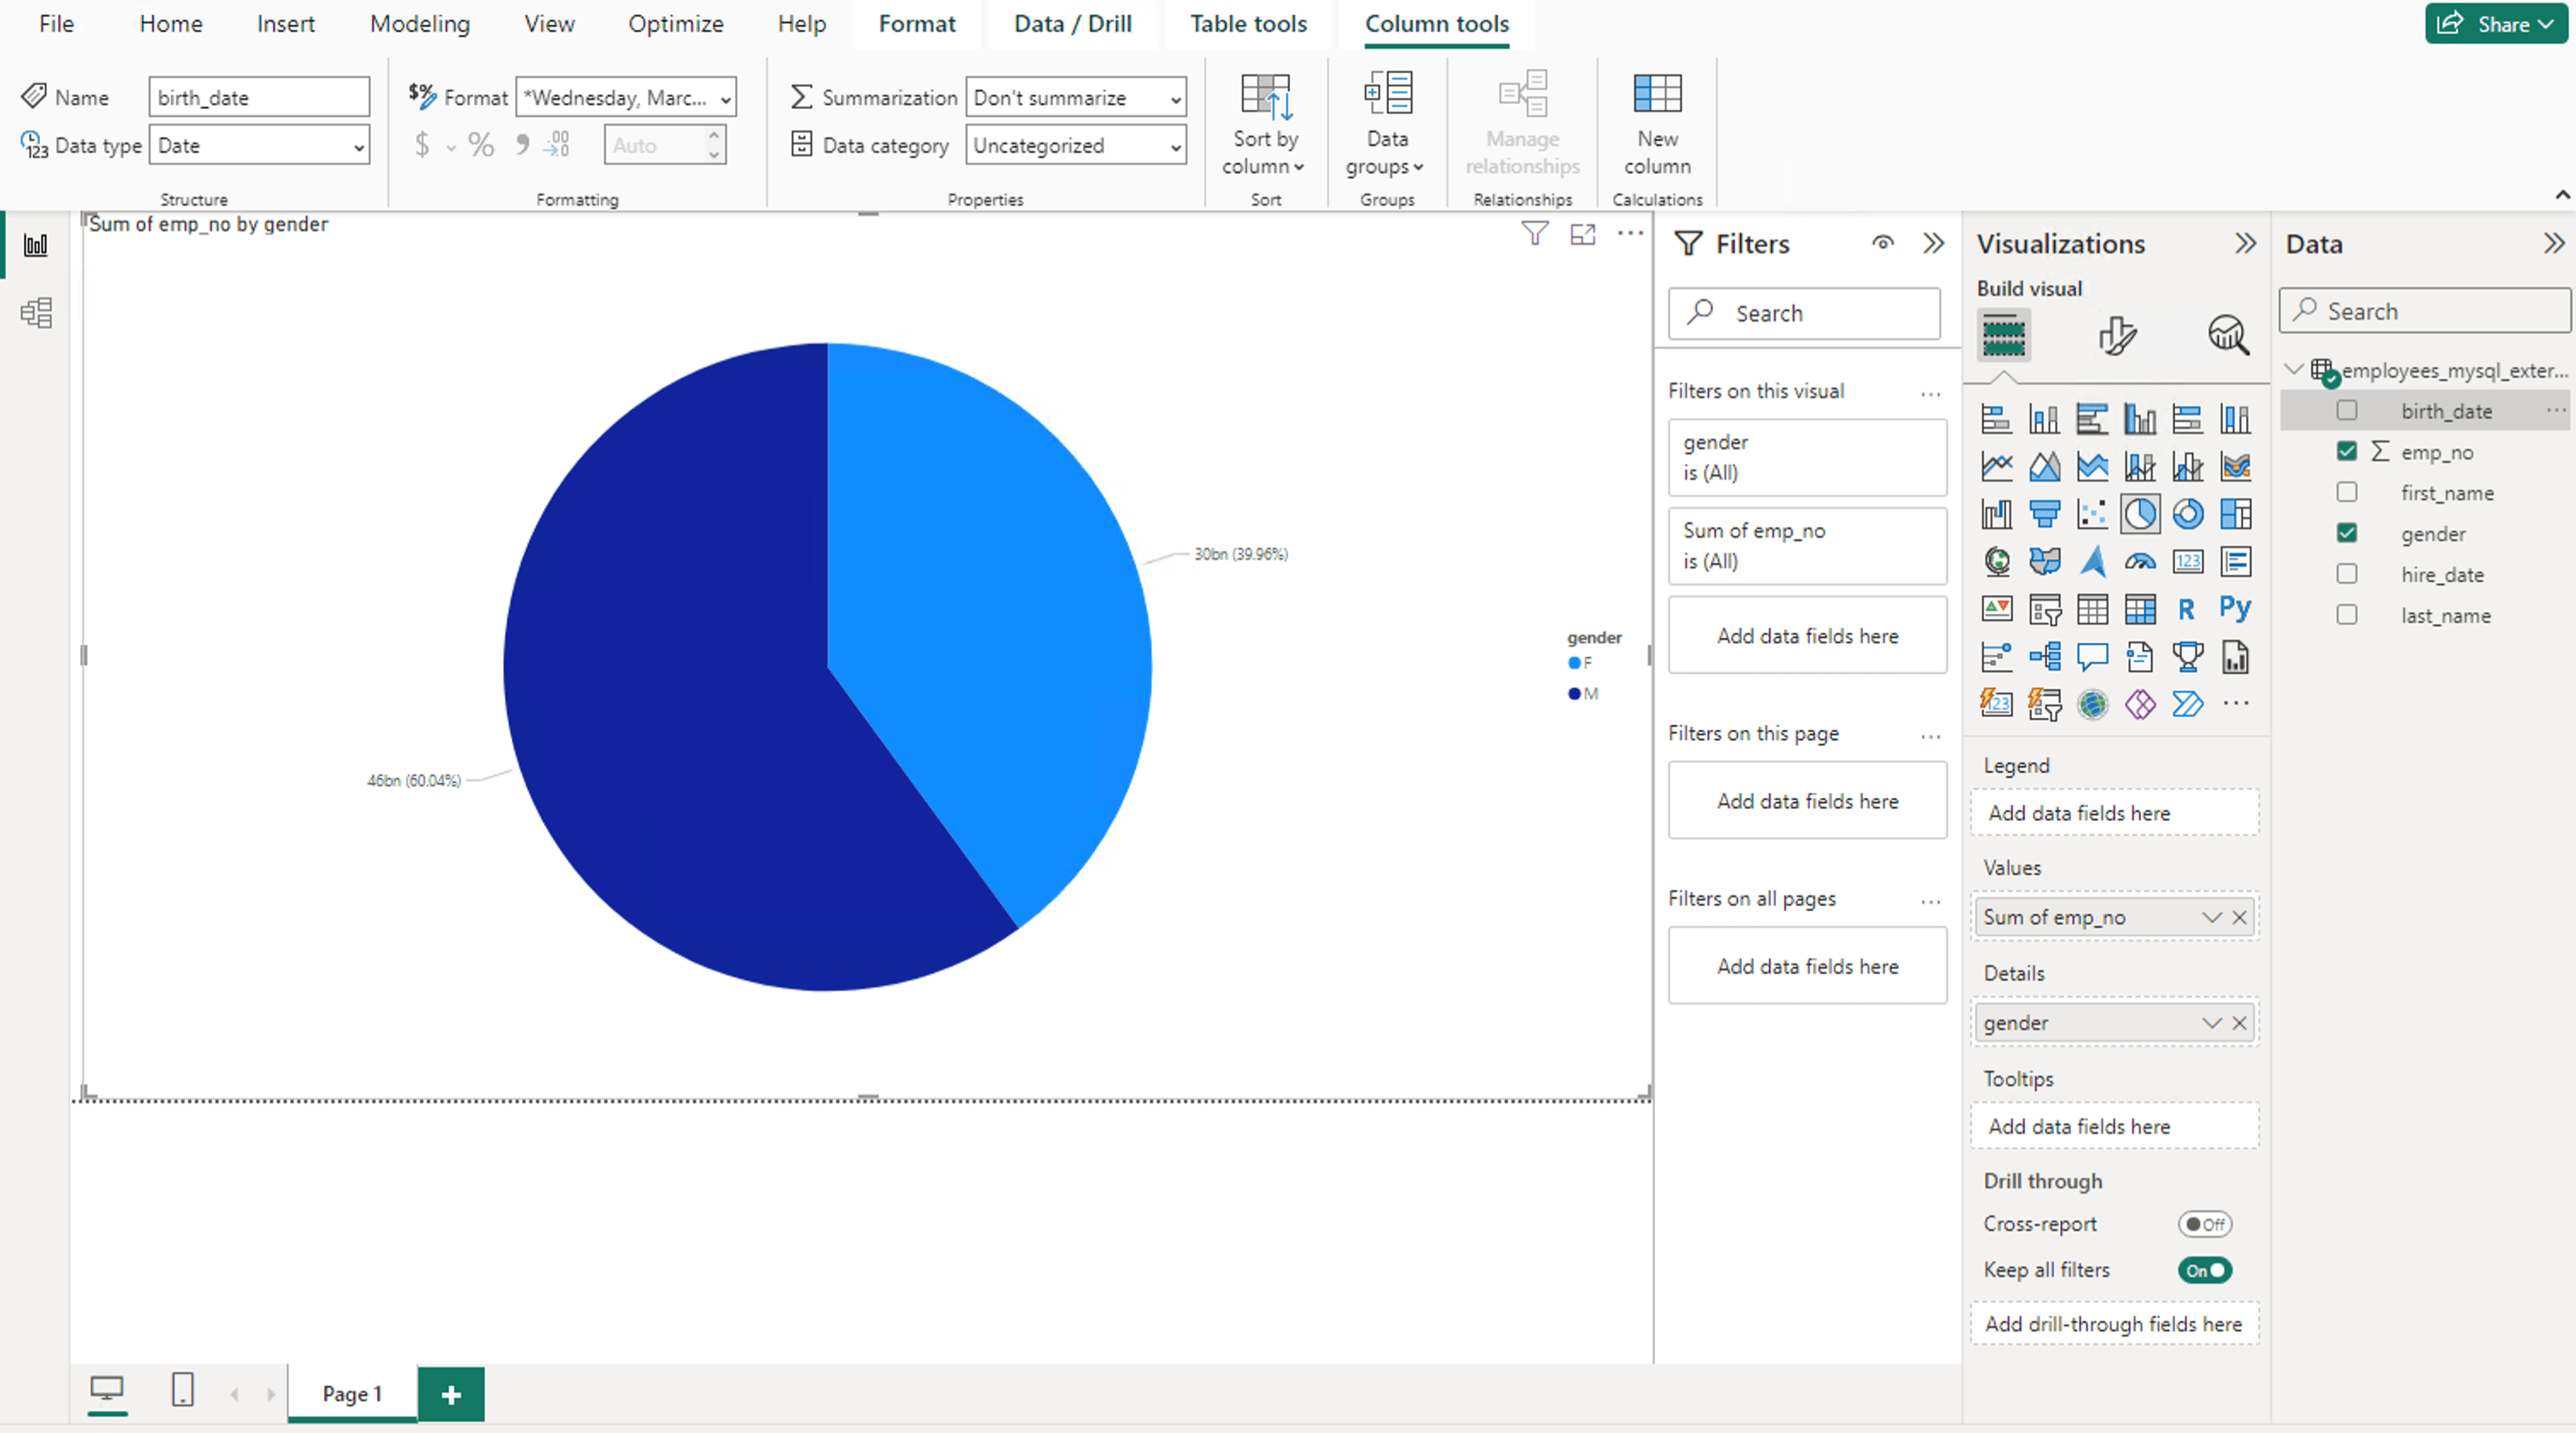 File Home Insert Modeling View Optimize Help Format Data / Drill Table tools Column tools Share
Name birth_date $% Format *Wednesday, Marc... Summarization Don't summarize
Data type Date $ % , .00 →.0 Auto Data category Uncategorized
Sort by column
Data groups
Manage relationships
New column
Structure Formatting Properties Sort Groups Relationships Calculations
Sum of emp_no by gender
30bn (39.96%)
46bn (60.04%)
gender
F
M
Filters
Search
Filters on this visual ...
gender
is (All)
Sum of emp_no
is (All)
Add data fields here
Filters on this page ...
Add data fields here
Filters on all pages ...
Add data fields here
Visualizations
Build visual
123
R Py
123
...
Legend
Add data fields here
Values
Sum of emp_no
Details
gender
Tooltips
Add data fields here
Drill through
Cross-report Off
Keep all filters On
Add drill-through fields here
Data
Search
employees_mysql_exter...
birth_date ...
emp_no
first_name
gender
hire_date
last_name
Page 1 +